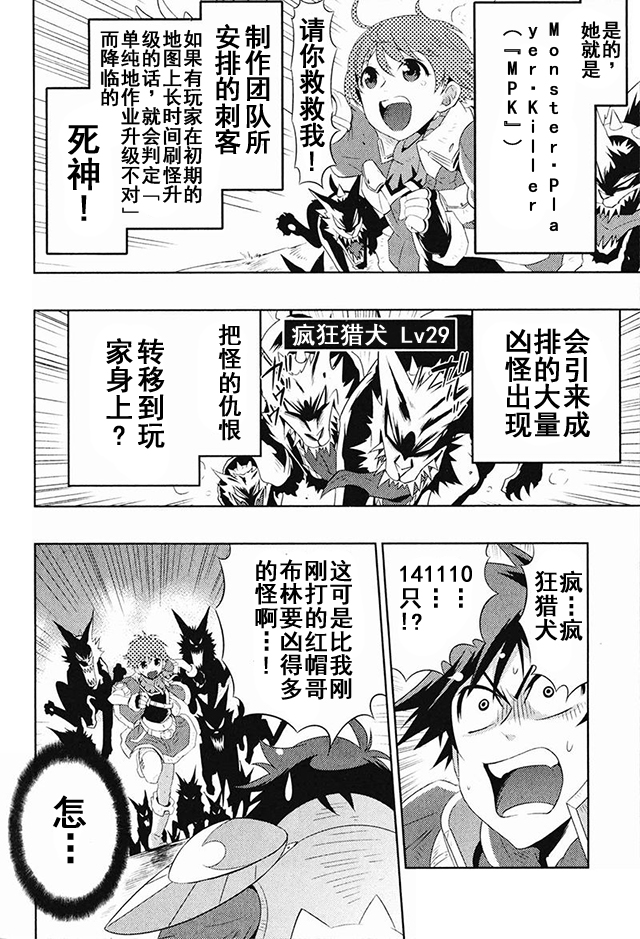 是的，
她就是
Monster·Pla
yer·Killer
（『MPK』）
请你救救我！
制作团队所
安排的刺客
如果有玩家在初期的
地图上长时间刷怪升
级的话，就会判定「
单纯地作业升级不对」
而降临的
死神！
会引来成
排的大量
凶怪出现
疯狂猎犬 Lv29
把怪的仇恨
转移到玩
家身上？
疯…疯
狂猎犬
141110
……
只!?
这可是比我刚
刚打的红帽哥
布林要凶得多
的怪啊…！
怎…